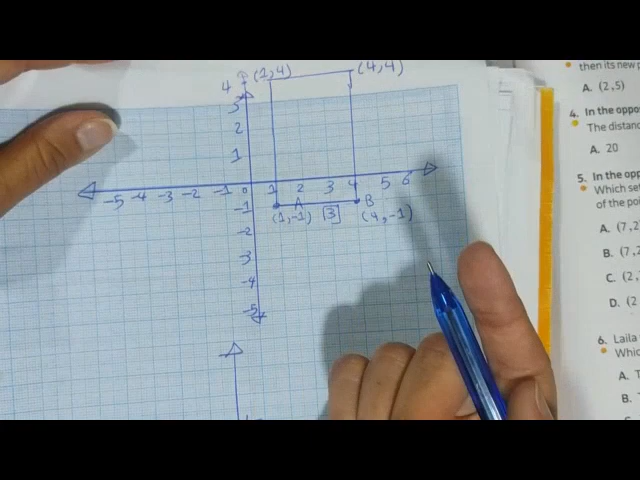 (1,4) (4,4)
4
3
2
1
-5 -4 -3 -2 -1 0 1 2 3 4 5 6
-1 A B
(1,-1) [3] (4,-1)
-2
3
-4
-5
then its new
A. (2,5)
4. In the oppo
The distanc
A. 20
5. In the opp
Which set
of the poi
A. (7,2
B. (7,2
C. (2,
D. (2
6. Laila
Whic
A. T
B. T